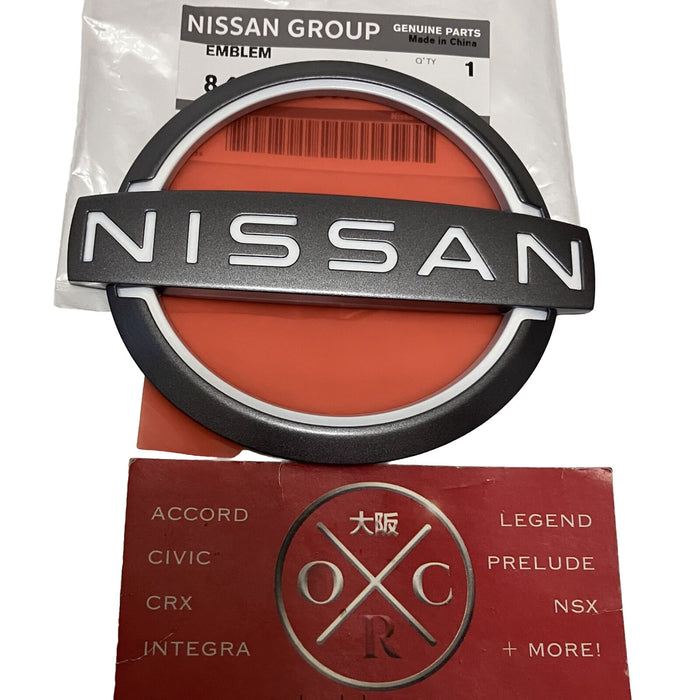 NISSAN GROUP GENUINE PARTS
Made in China
EMBLEM Q'TY 1
8
NISSAN
大阪
O C
R
ACCORD
CIVIC
CRX
INTEGRA
LEGEND
PRELUDE
NSX
+ MORE!